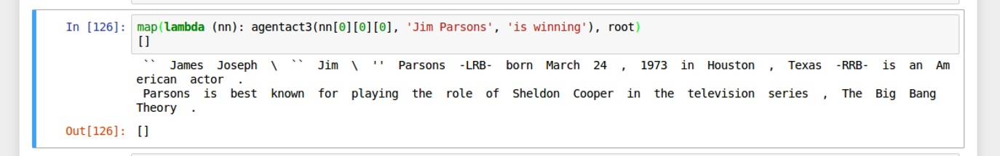 In [126]: map(lambda (nn): agentact3(nn[0][0][0], 'Jim Parsons', 'is winning'), root)
[]
`` James Joseph \ `` Jim \ '' Parsons -LRB- born March 24 , 1973 in Houston , Texas -RRB- is an Am
erican actor .
Parsons is best known for playing the role of Sheldon Cooper in the television series , The Big Bang
Theory .
Out[126]: []